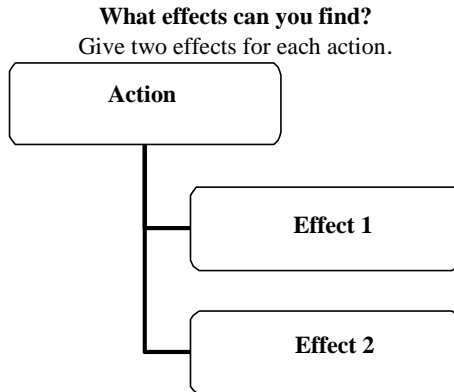 What effects can you find?
Give two effects for each action.
Action
Effect 1
Effect 2